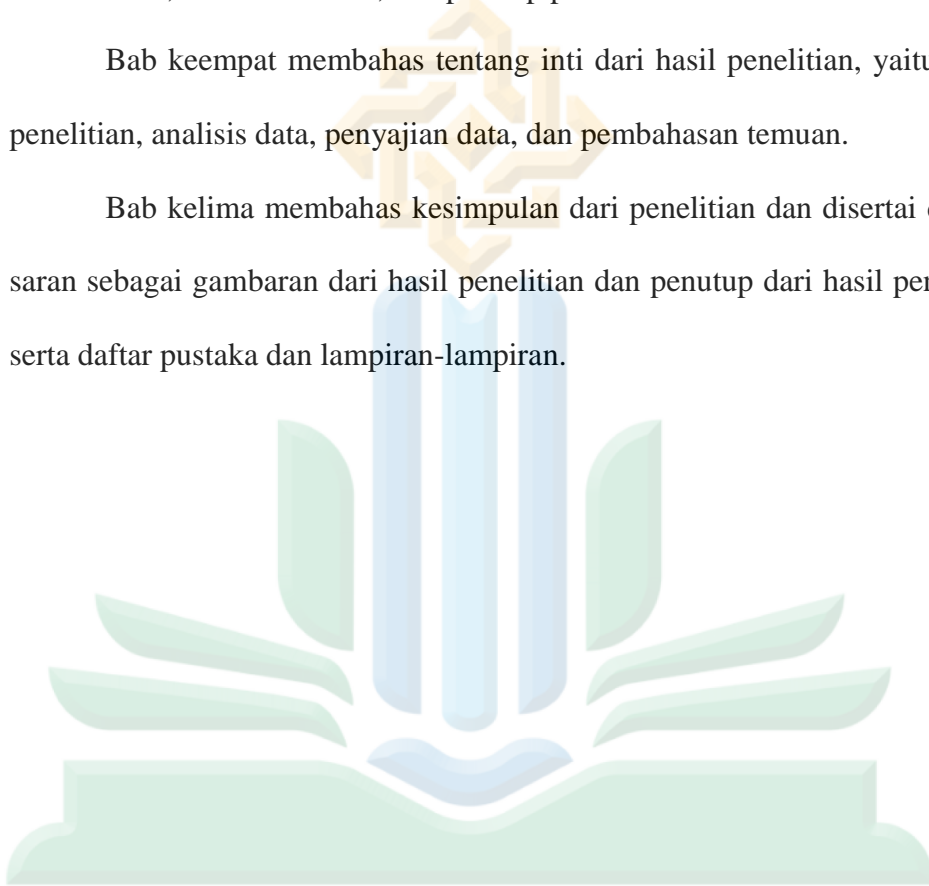 Bab keempat membahas tentang inti dari hasil penelitian, yaitu
penelitian, analisis data, penyajian data, dan pembahasan temuan.
Bab kelima membahas kesimpulan dari penelitian dan disertai
saran sebagai gambaran dari hasil penelitian dan penutup dari hasil
serta daftar pustaka dan lampiran-lampiran.